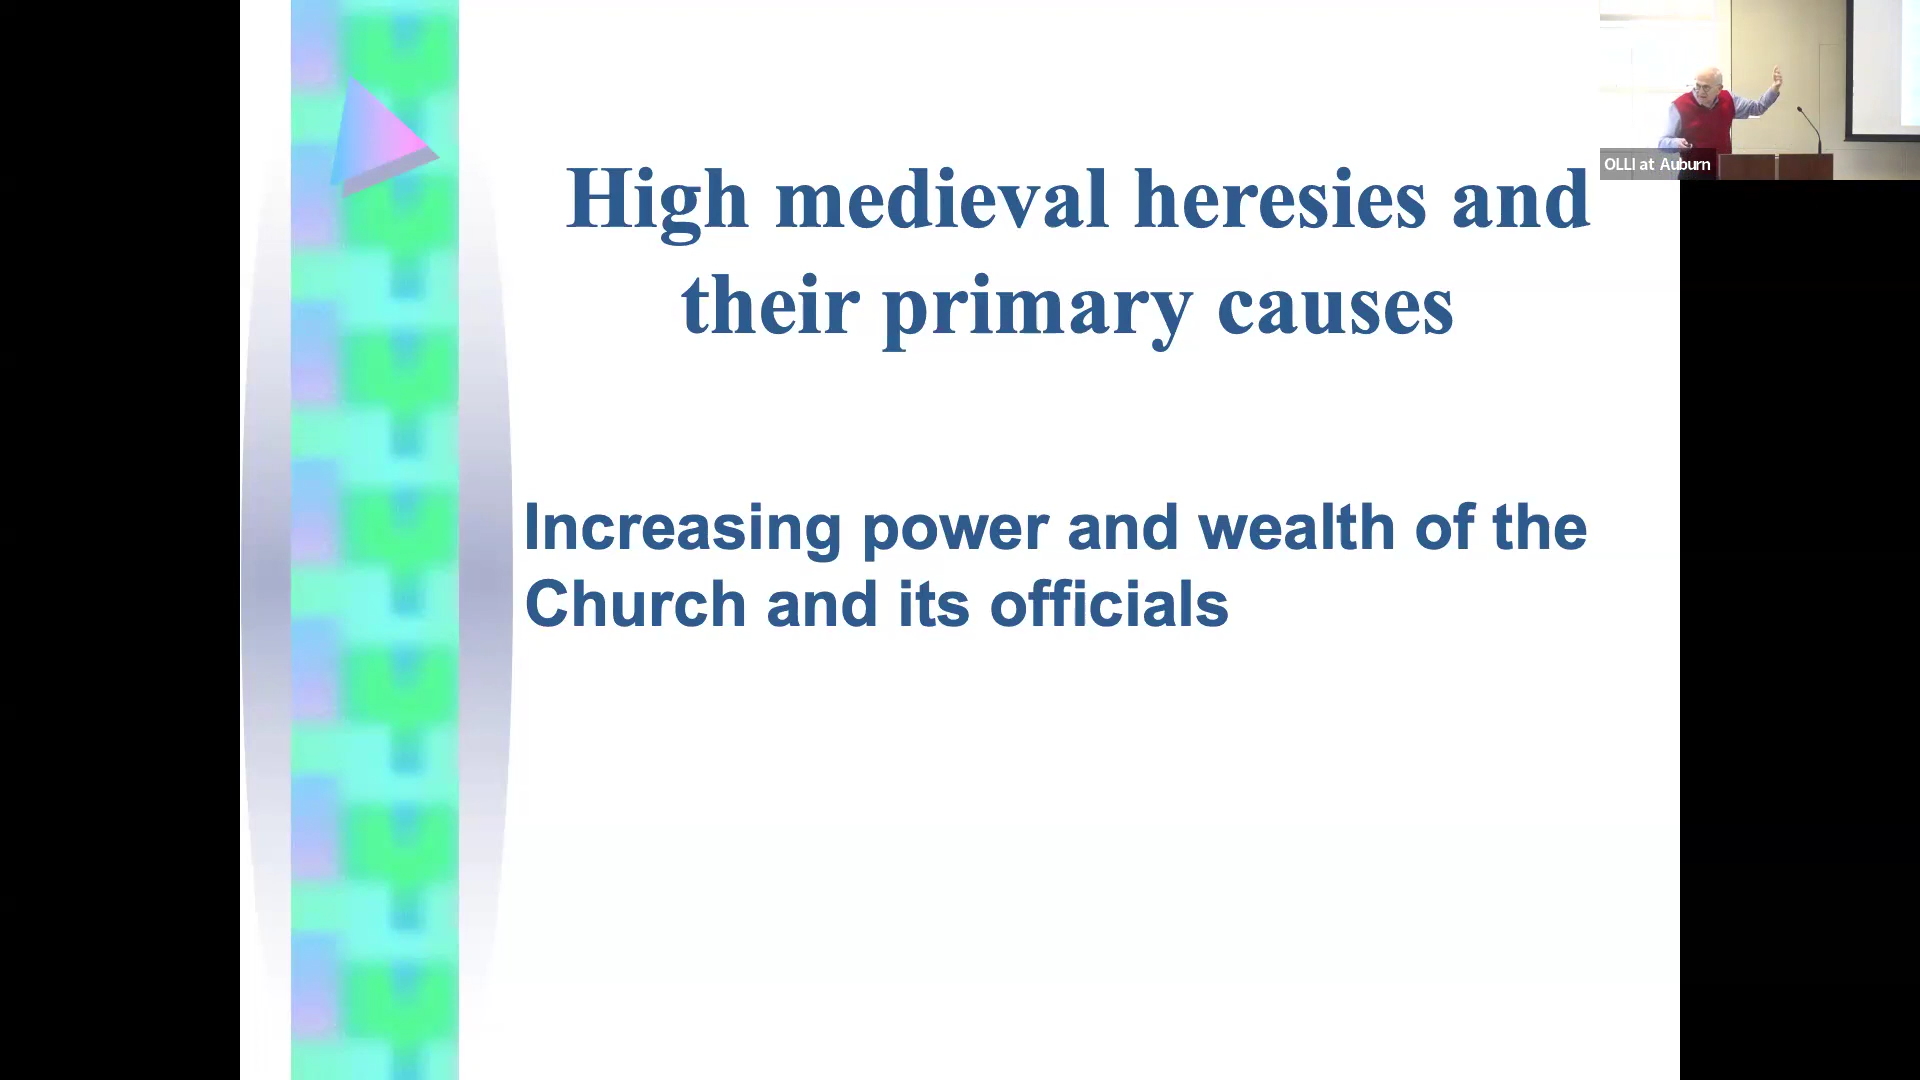 High medieval heresies and
their primary causes
Increasing power and wealth of the
Church and its officials
OLLI at Auburn